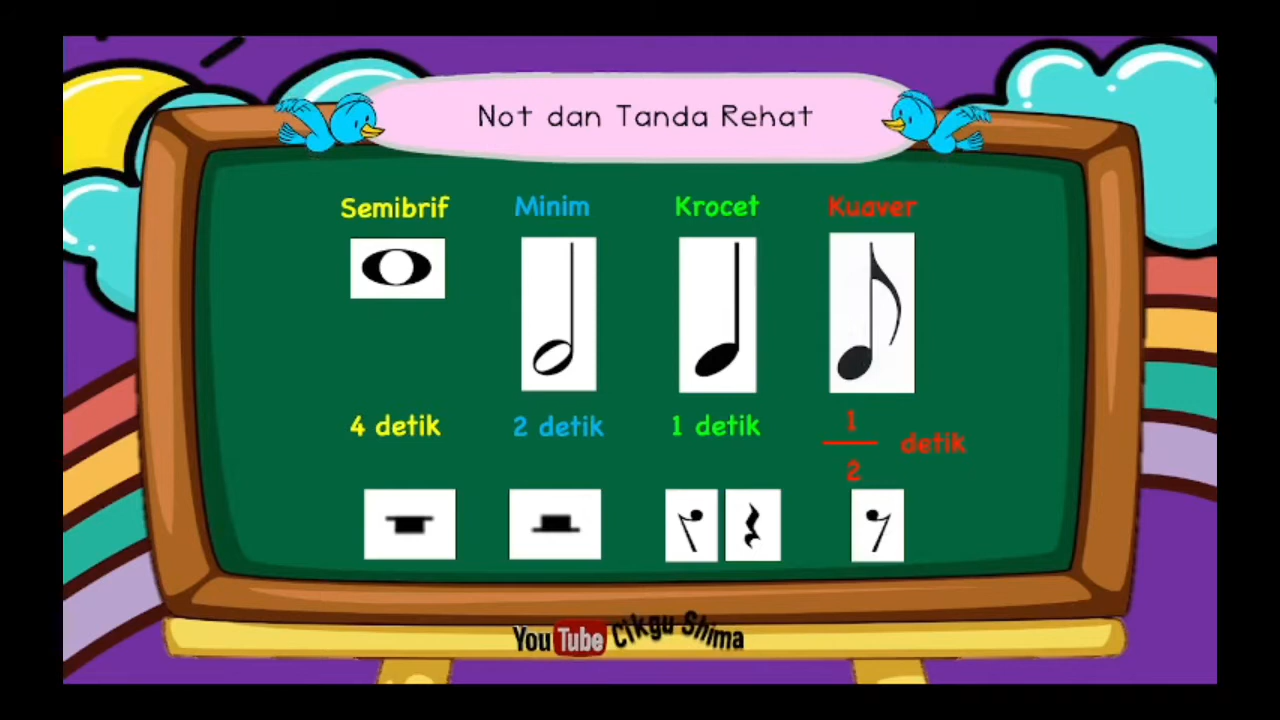 Not dan Tanda Rehat
Semibrif Minim Krocet Kuaver
4 detik 2 detik 1 detik 1/2 detik
YouTube Cikgu Shima